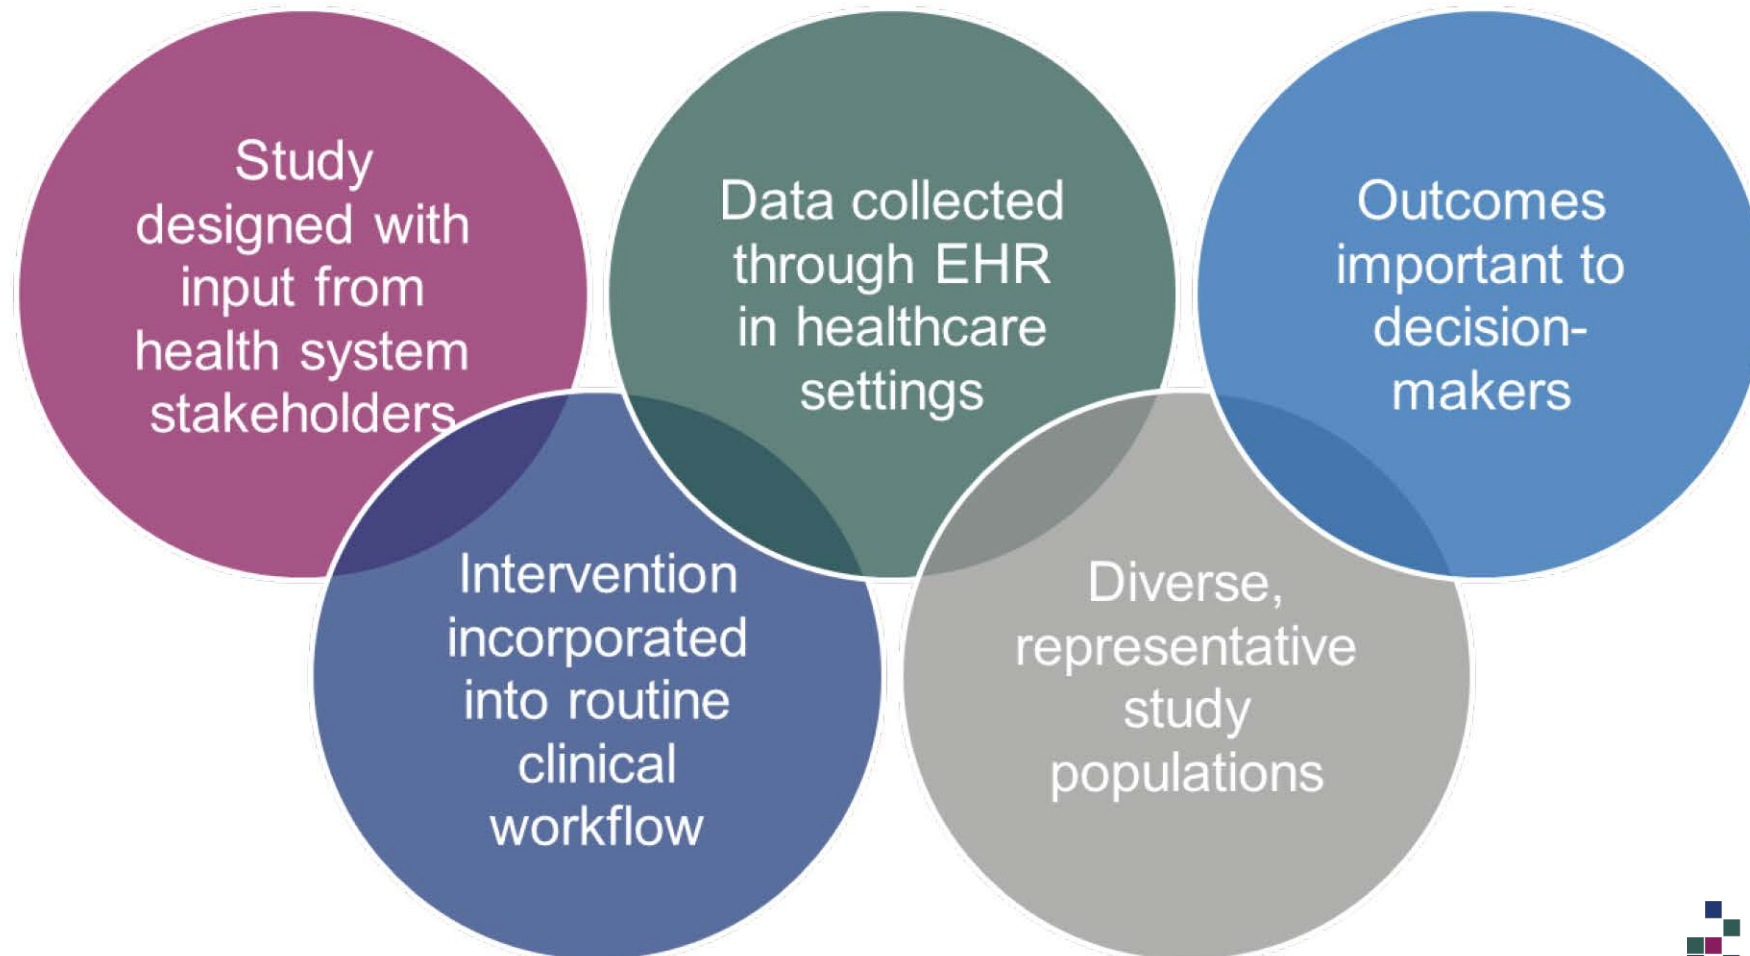 Study
designed with
input from
health system
stakeholders
Intervention
incorporated
into routine
clinical
workflow
Data collected
through EHR
in healthcare
settings
Diverse,
representative
study
populations
Outcomes
important to
decision-
makers